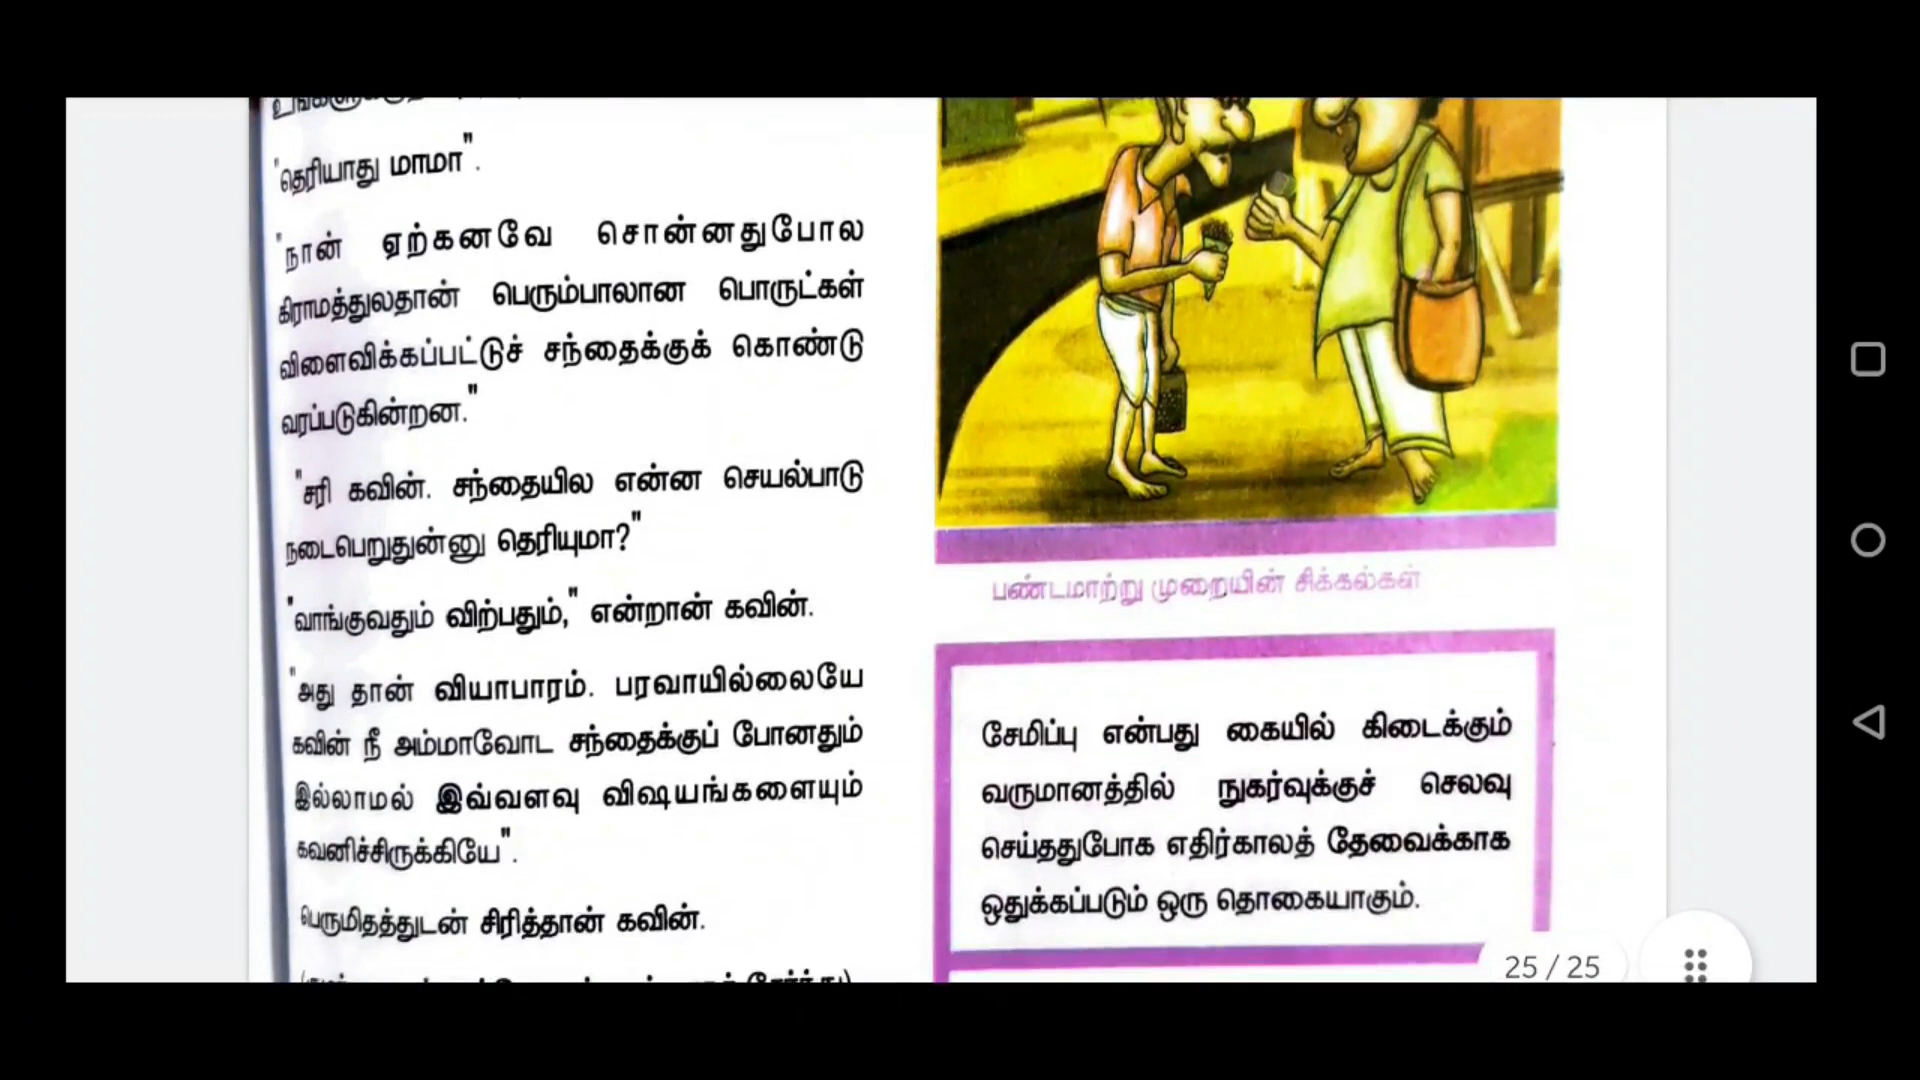 "தெரியாது மாமா".
"நான் ஏற்கனவே சொன்னதுபோல
கிராமத்துலதான் பெரும்பாலான பொருட்கள்
விளைவிக்கப்பட்டுச் சந்தைக்குக் கொண்டு
வரப்படுகின்றன."
"சரி கவின். சந்தையில என்ன செயல்பாடு
நடைபெறுதுன்னு தெரியுமா?"
"வாங்குவதும் விற்பதும்," என்றான் கவின்.
"அது தான் வியாபாரம். பரவாயில்லையே
கவின் நீ அம்மாவோட சந்தைக்குப் போனதும்
இல்லாமல் இவ்வளவு விஷயங்களையும்
கவனிச்சிருக்கியே".
பெருமிதத்துடன் சிரித்தான் கவின்.
பண்டமாற்று முறையின் சிக்கல்கள்
சேமிப்பு என்பது கையில் கிடைக்கும்
வருமானத்தில் நுகர்வுக்குச் செலவு
செய்ததுபோக எதிர்காலத் தேவைக்காக
ஒதுக்கப்படும் ஒரு தொகையாகும்.
25 / 25